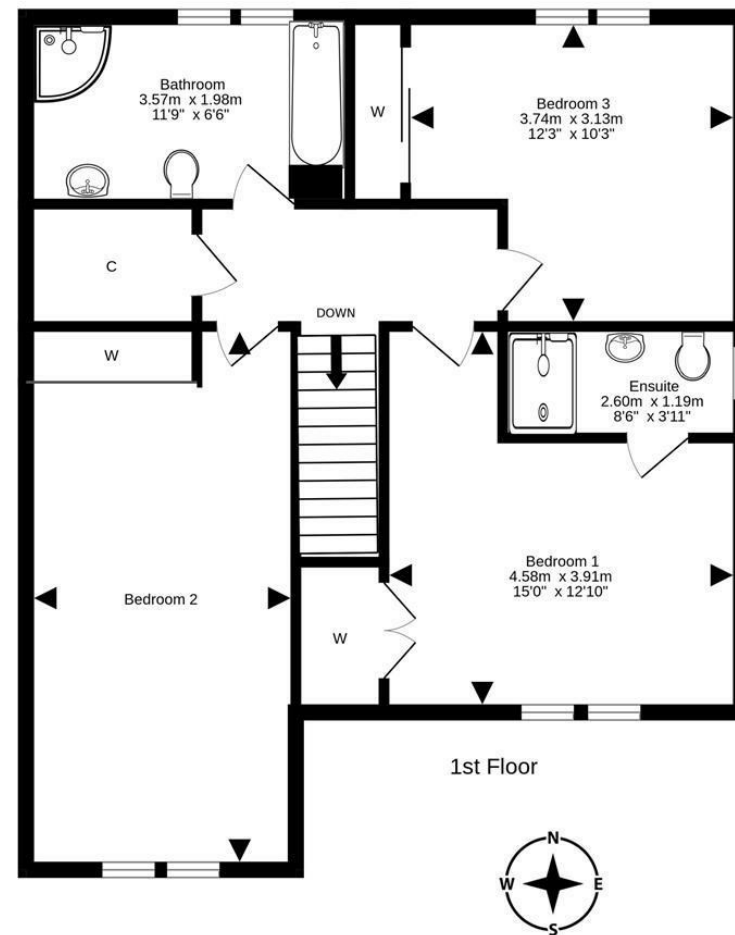 Bathroom
3.57m x 1.98m
11'9" x 6'6"
W
Bedroom 3
3.74m x 3.13m
12'3" x 10'3"
C
DOWN
W
Ensuite
2.60m x 1.19m
8'6" x 3'11"
Bedroom 2
Bedroom 1
4.58m x 3.91m
15'0" x 12'10"
W
1st Floor
N
W
E
S